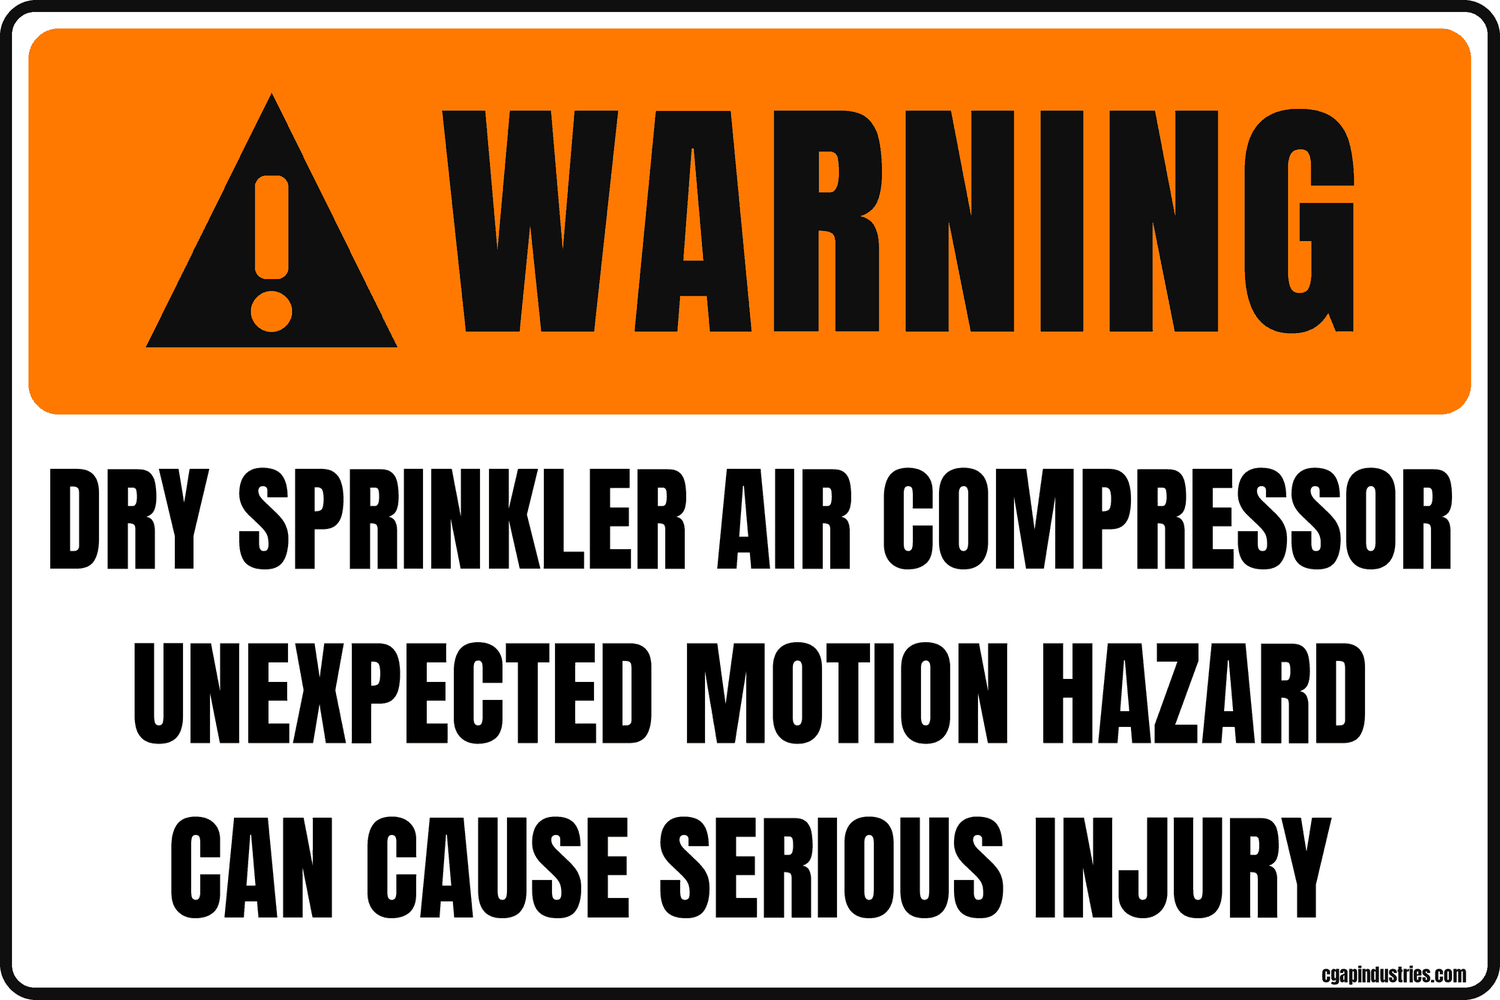 WARNING
DRY SPRINKLER AIR COMPRESSOR
UNEXPECTED MOTION HAZARD
CAN CAUSE SERIOUS INJURY
cgapindustries.com